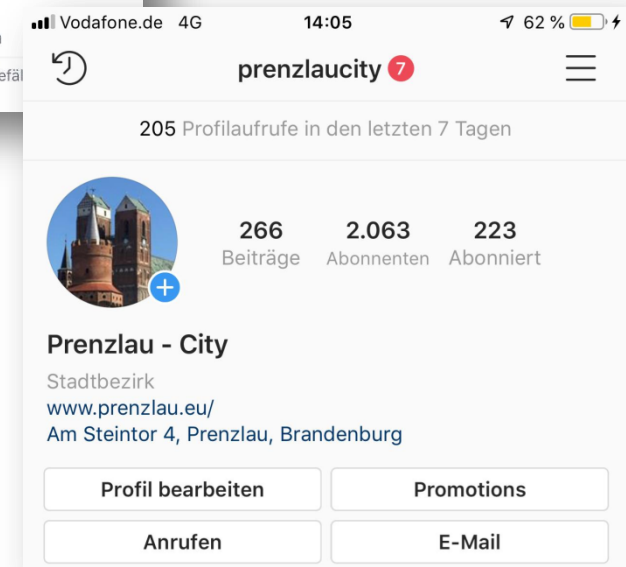 Vodafone.de 4G 14:05 62 %
prenzlaucity 7
205 Profilaufrufe in den letzten 7 Tagen
266 2.063 223
Beiträge Abonnenten Abonniert
Prenzlau - City
Stadtbezirk
www.prenzlau.eu/
Am Steintor 4, Prenzlau, Brandenburg
Profil bearbeiten Promotions
Anrufen E-Mail